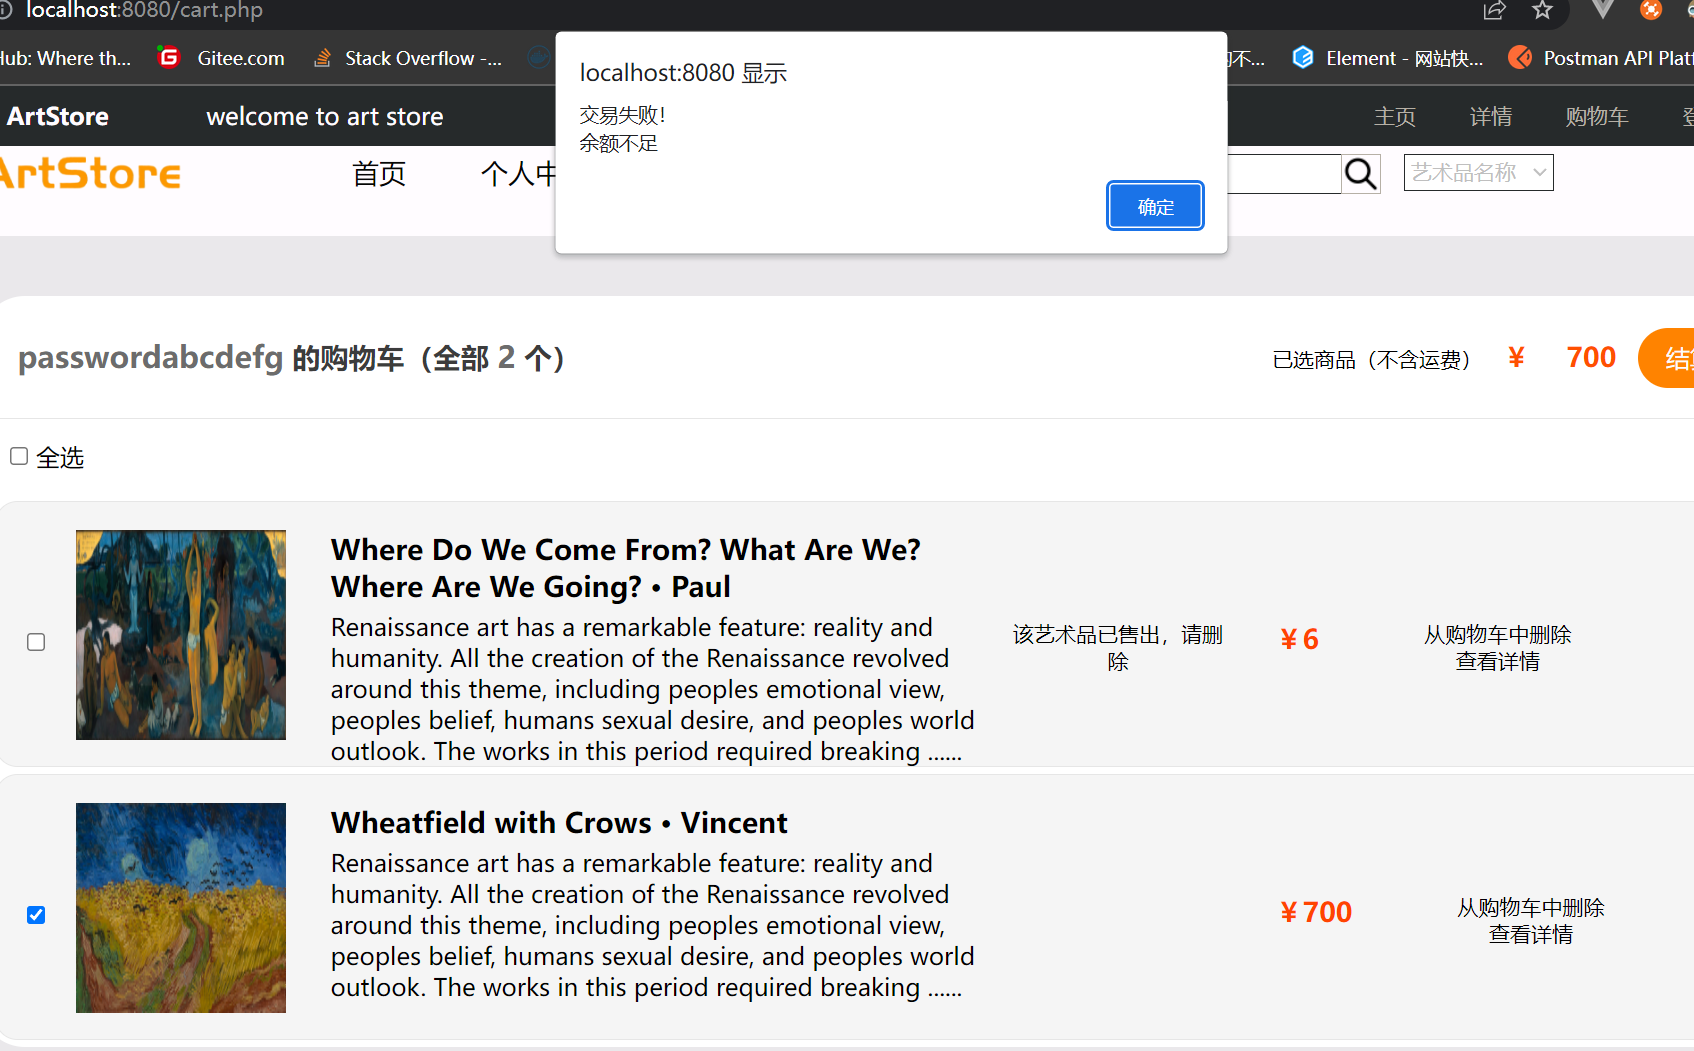 localhost:8080/cart.php
Hub: Where th... Gitee.com Stack Overflow -... Element - 网站快... Postman API Platf
localhost:8080 显示
交易失败！
余额不足
确定
ArtStore welcome to art store 主页 详情 购物车
ArtStore 首页 个人中 艺术品名称
passwordabcdefg 的购物车（全部 2 个） 已选商品（不含运费） ¥ 700 结
全选
Where Do We Come From? What Are We?
Where Are We Going? • Paul
Renaissance art has a remarkable feature: reality and
humanity. All the creation of the Renaissance revolved
around this theme, including peoples emotional view,
peoples belief, humans sexual desire, and peoples world
outlook. The works in this period required breaking ......
该艺术品已售出，请删
除
¥ 6
从购物车中删除
查看详情
Wheatfield with Crows • Vincent
Renaissance art has a remarkable feature: reality and
humanity. All the creation of the Renaissance revolved
around this theme, including peoples emotional view,
peoples belief, humans sexual desire, and peoples world
outlook. The works in this period required breaking ......
¥ 700
从购物车中删除
查看详情